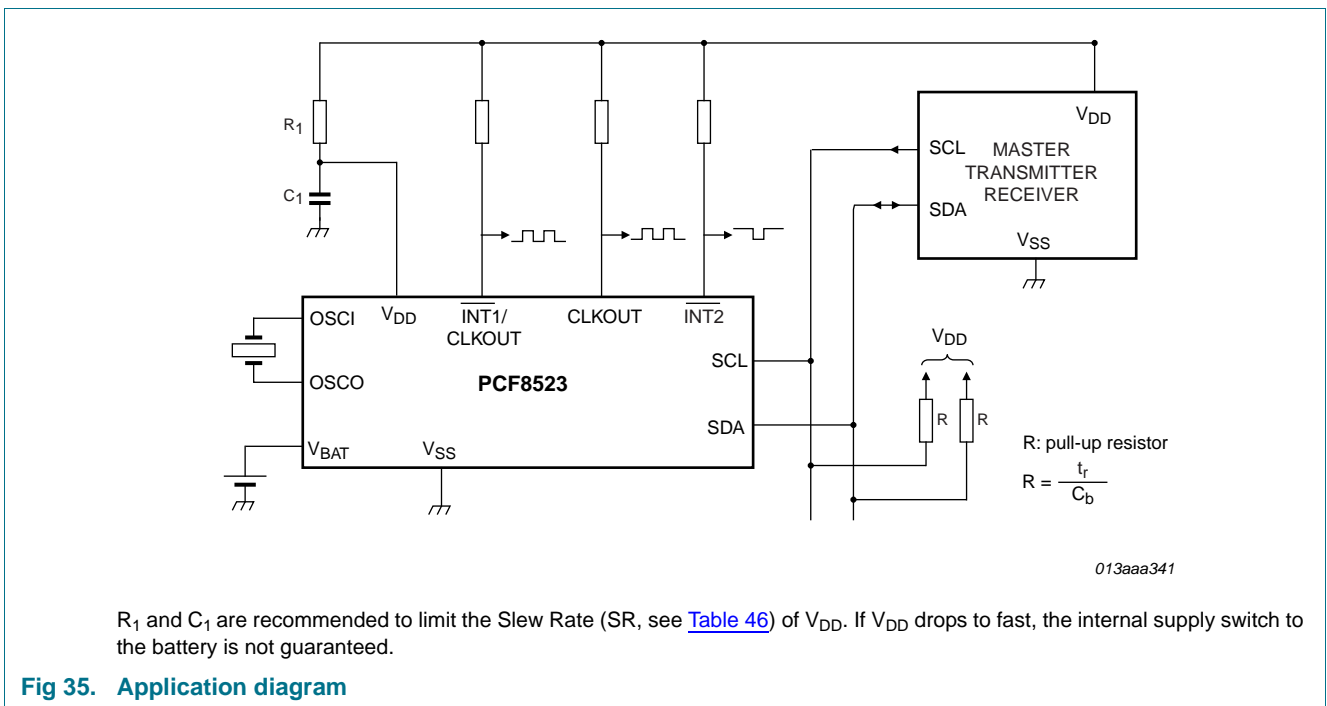 R1
C1
VDD
SCL
MASTER
TRANSMITTER
RECEIVER
SDA
VSS
OSCI
VDD
INT1/
CLKOUT
CLKOUT
INT2
SCL
OSCO
PCF8523
SDA
VBAT
VSS
VDD
R
R
R: pull-up resistor
R = tr / Cb
013aaa341
R1 and C1 are recommended to limit the Slew Rate (SR, see Table 46) of VDD. If VDD drops to fast, the internal supply switch to
the battery is not guaranteed.
Fig 35. Application diagram